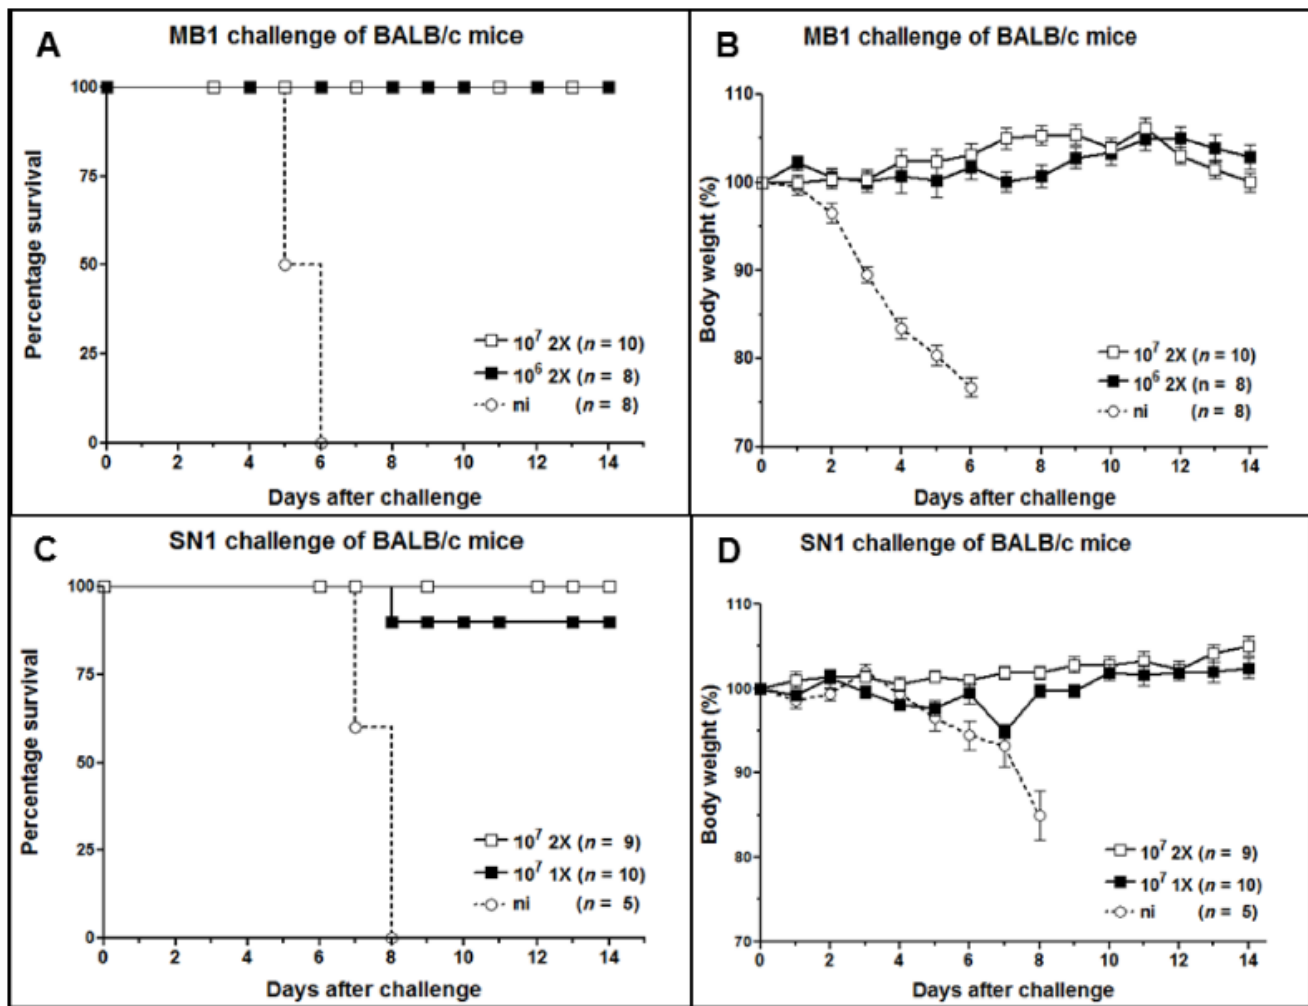 A
MB1 challenge of BALB/c mice
Percentage survival
100
75
50
25
0
0 2 4 6 8 10 12 14
Days after challenge
10⁷ 2X (n = 10)
10⁶ 2X (n = 8)
ni (n = 8)
B
MB1 challenge of BALB/c mice
Body weight (%)
110
100
90
80
70
0 2 4 6 8 10 12 14
Days after challenge
10⁷ 2X (n = 10)
10⁶ 2X (n = 8)
ni (n = 8)
C
SN1 challenge of BALB/c mice
Percentage survival
100
75
50
25
0
0 2 4 6 8 10 12 14
Days after challenge
10⁷ 2X (n = 9)
10⁷ 1X (n = 10)
ni (n = 5)
D
SN1 challenge of BALB/c mice
Body weight (%)
110
100
90
80
70
0 2 4 6 8 10 12 14
Days after challenge
10⁷ 2X (n = 9)
10⁷ 1X (n = 10)
ni (n = 5)